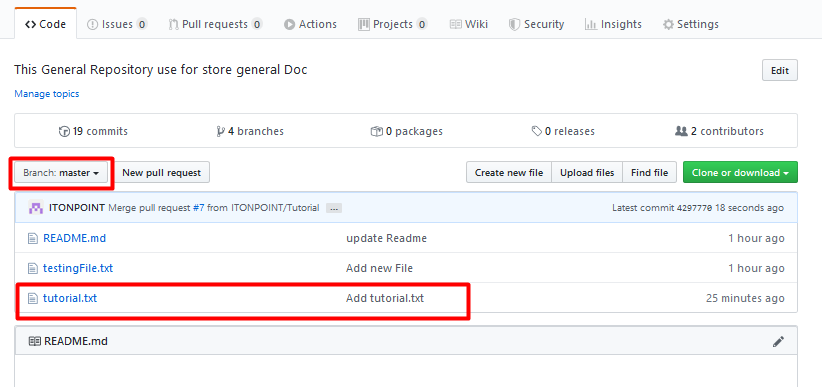 Code Issues 0 Pull requests 0 Actions Projects 0 Wiki Security Insights Settings
This General Repository use for store general Doc Edit
Manage topics
19 commits 4 branches 0 packages 0 releases 2 contributors
Branch: master New pull request Create new file Upload files Find file Clone or download
ITONPOINT Merge pull request #7 from ITONPOINT/Tutorial ... Latest commit 4297770 18 seconds ago
README.md update Readme 1 hour ago
testingFile.txt Add new File 1 hour ago
tutorial.txt Add tutorial.txt 25 minutes ago
README.md